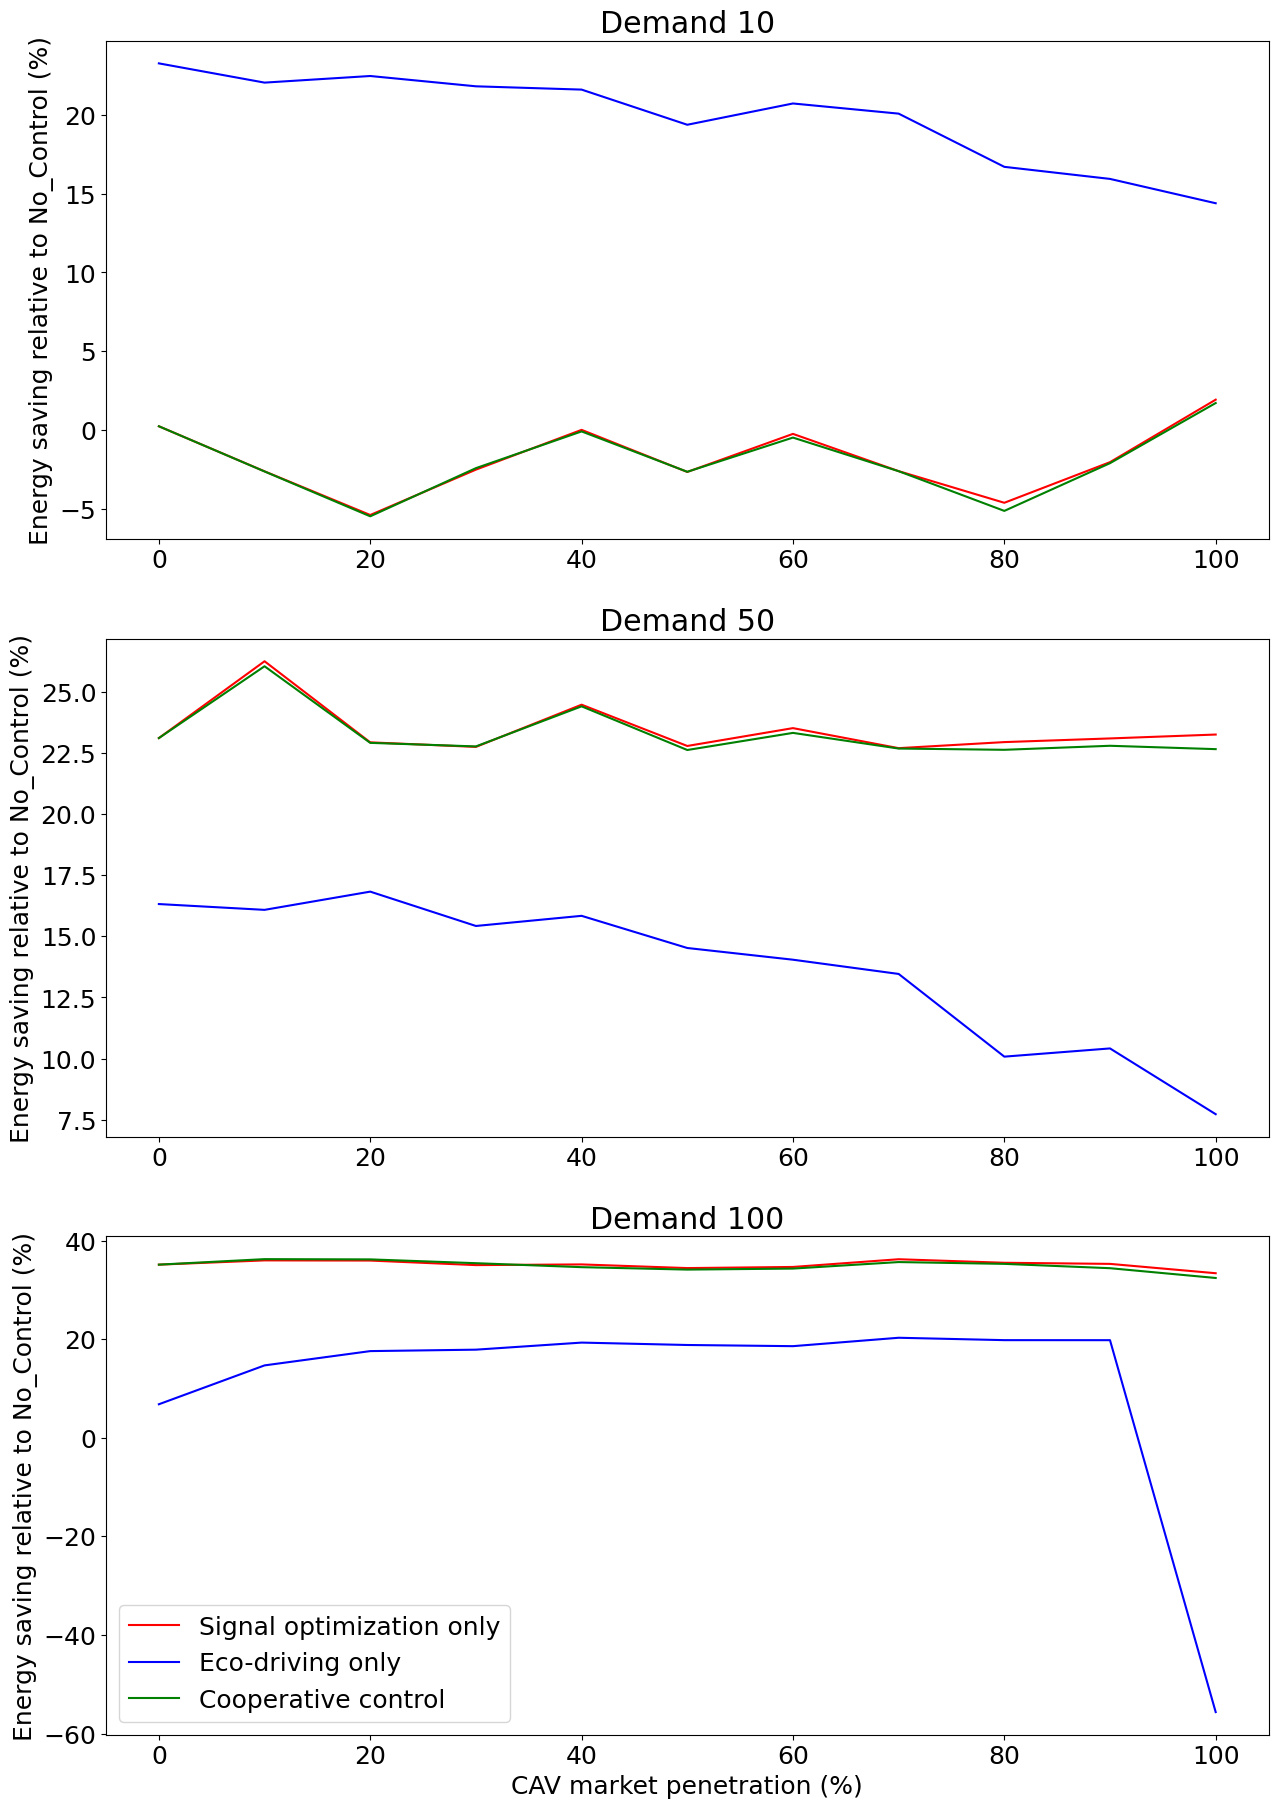 Demand 10
Energy saving relative to No_Control (%)
20
15
10
5
0
−5
0 20 40 60 80 100
Demand 50
Energy saving relative to No_Control (%)
25.0
22.5
20.0
17.5
15.0
12.5
10.0
7.5
0 20 40 60 80 100
Demand 100
Energy saving relative to No_Control (%)
40
20
0
−20
−40
−60
Signal optimization only
Eco-driving only
Cooperative control
0 20 40 60 80 100
CAV market penetration (%)